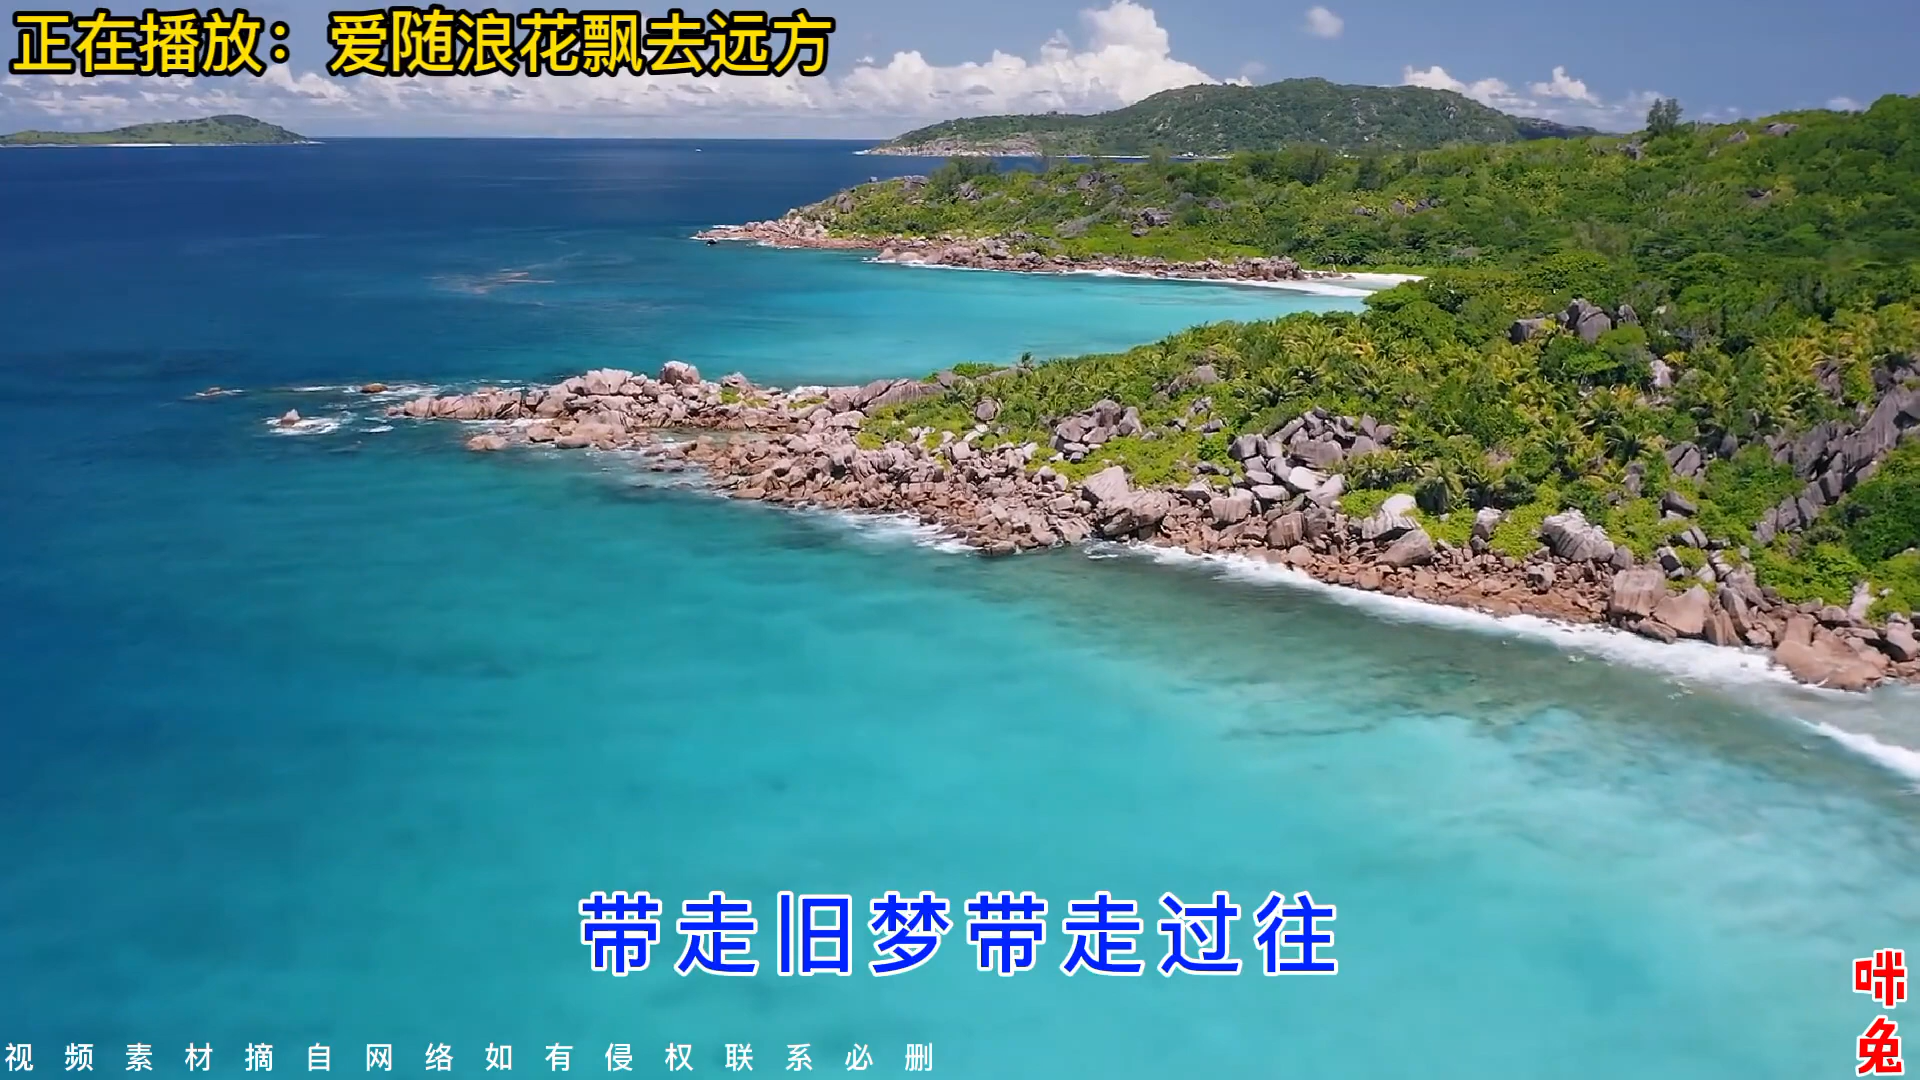 正在播放：爱随浪花飘去远方
带走旧梦带走过往
咪兔
视频素材摘自网络如有侵权联系必删